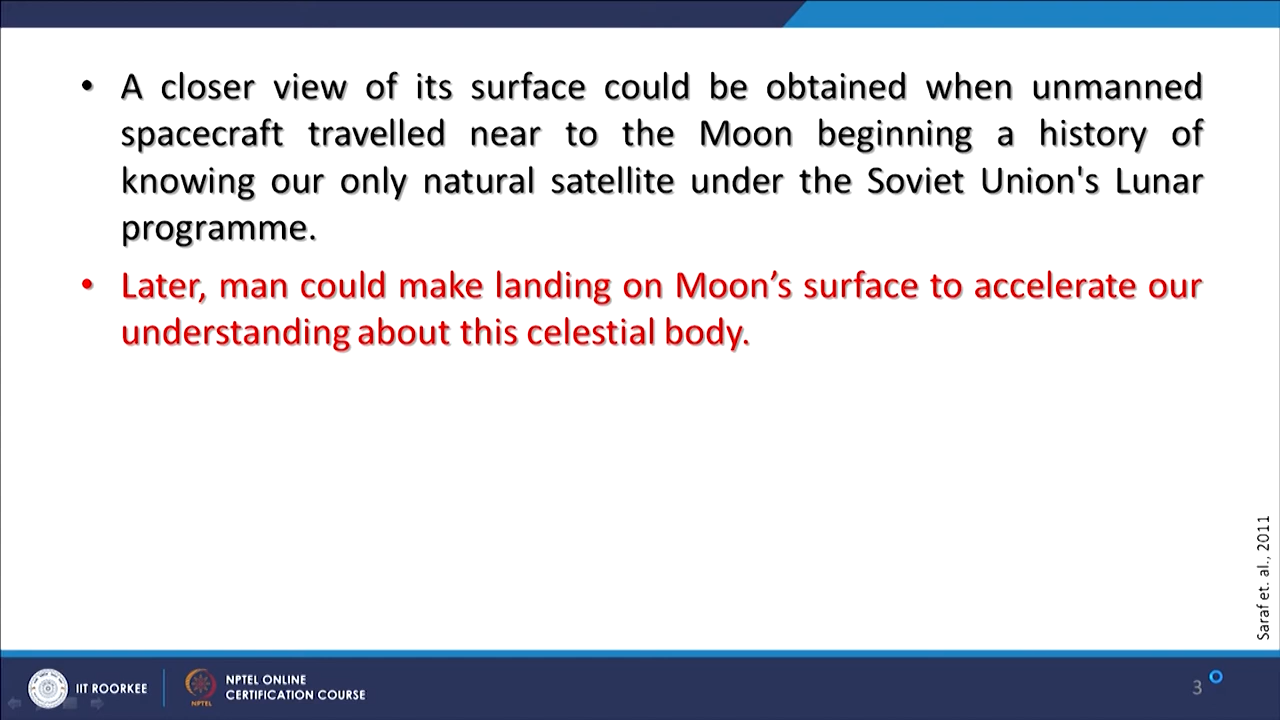 • A closer view of its surface could be obtained when unmanned
spacecraft travelled near to the Moon beginning a history of
knowing our only natural satellite under the Soviet Union's Lunar
programme.
• Later, man could make landing on Moon’s surface to accelerate our
understanding about this celestial body.
Saraf et. al., 2011
IIT ROORKEE
NPTEL
NPTEL ONLINE
CERTIFICATION COURSE
3